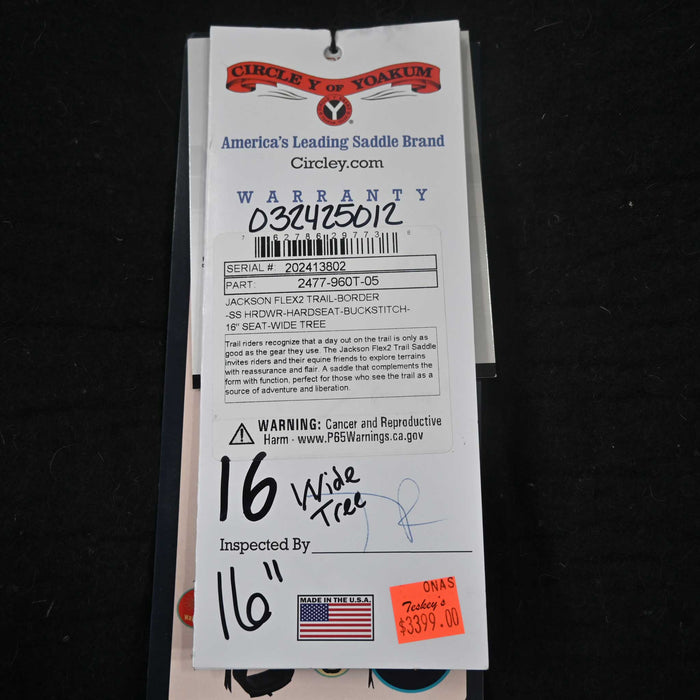 CIRCLE Y OF YOAKUM
Y
America's Leading Saddle Brand
Circley.com
WARRANTY
032425012
7 62786 29773 6
SERIAL #: 202413802
PART: 2477-960T-05
JACKSON FLEX2 TRAIL-BORDER
-SS HRDWR-HARDSEAT-BUCKSTITCH-
16" SEAT-WIDE TREE
Trail riders recognize that a day out on the trail is only as
good as the gear they use. The Jackson Flex2 Trail Saddle
invites riders and their equine friends to explore terrains
with reassurance and flair. A saddle that complements the
form with function, perfect for those who see the trail as a
source of adventure and liberation.
WARNING: Cancer and Reproductive
Harm - www.P65Warnings.ca.gov
16 Wide
Tree
Inspected By
16"
MADE IN THE U.S.A.
ONAS
Teskey's
$3399.00